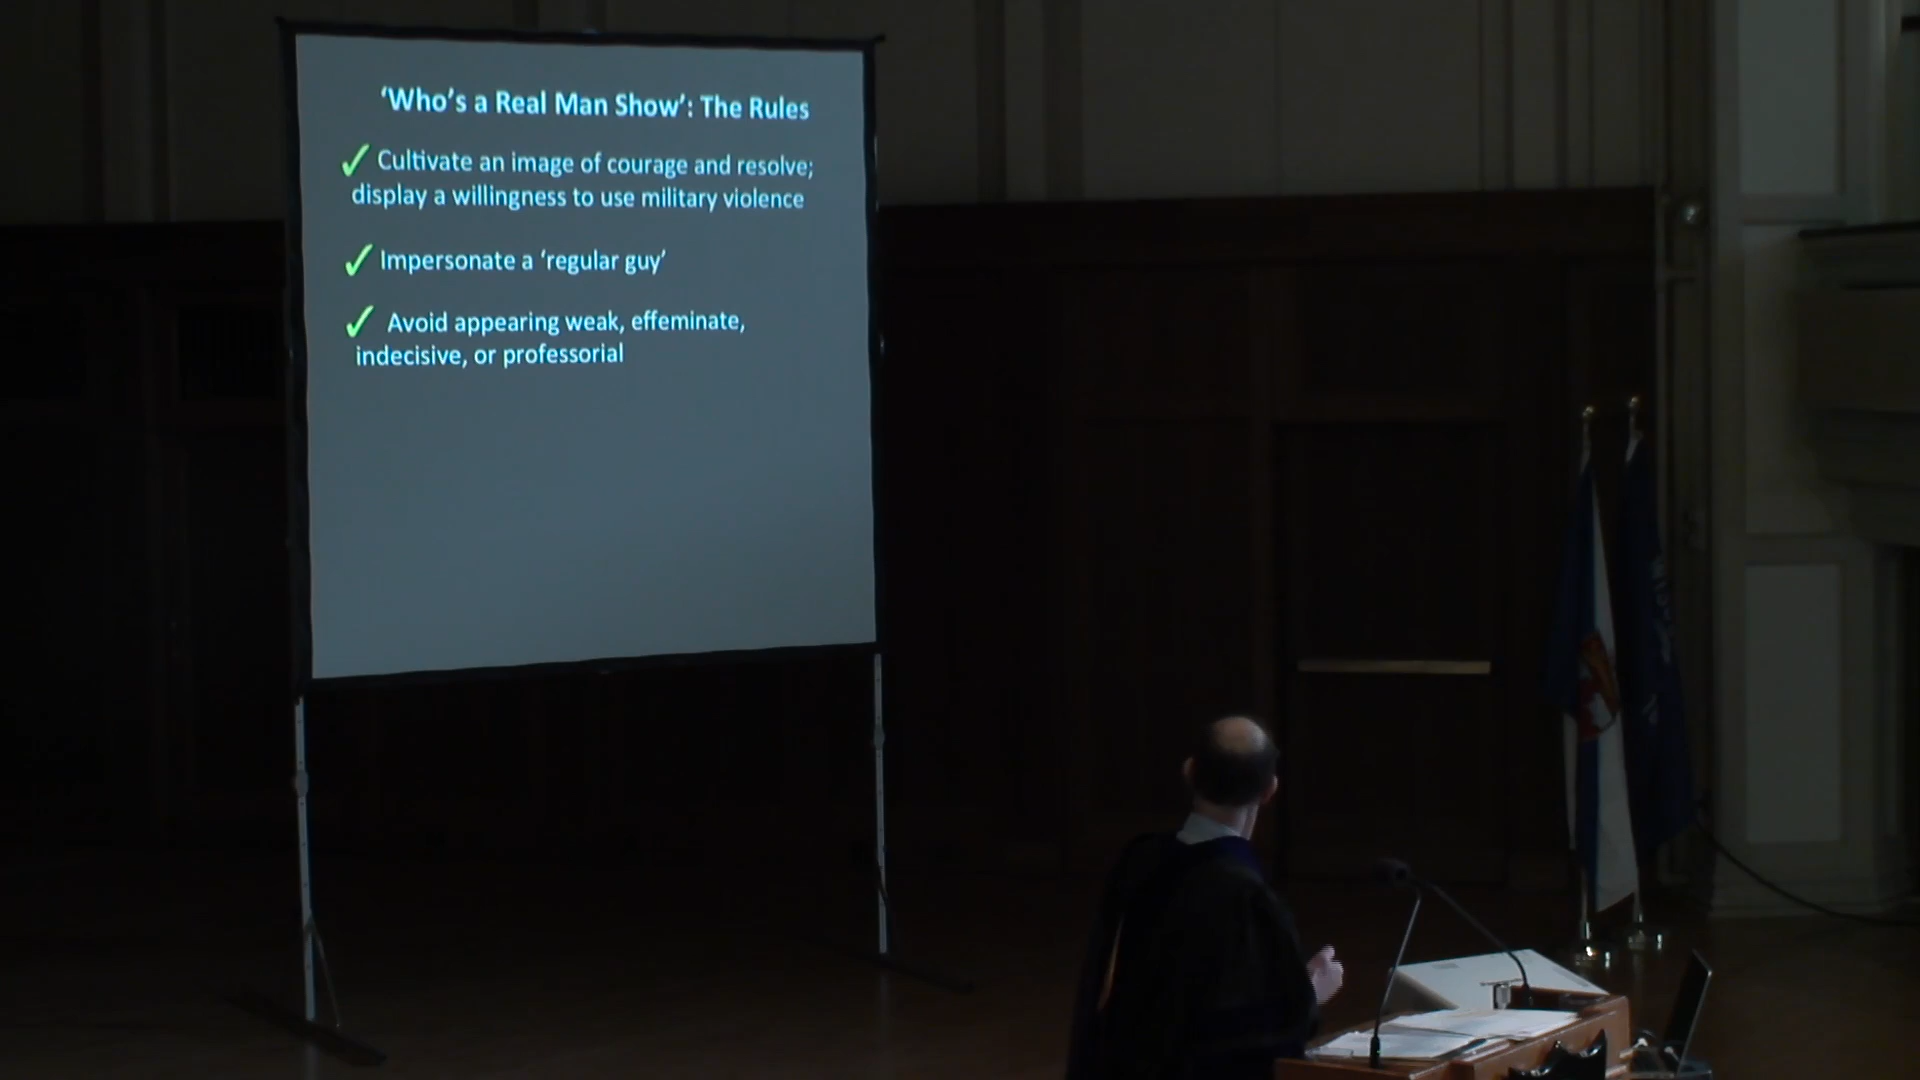 ‘Who’s a Real Man Show’: The Rules
✓ Cultivate an image of courage and resolve;
display a willingness to use military violence
✓ Impersonate a ‘regular guy’
✓ Avoid appearing weak, effeminate,
indecisive, or professorial